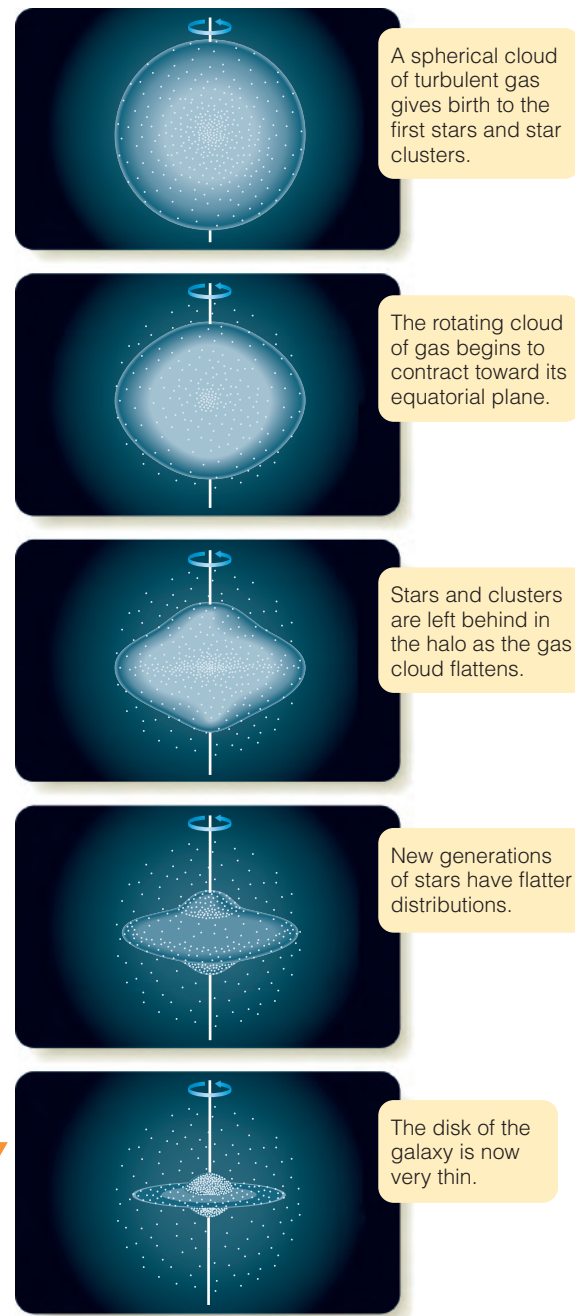 A spherical cloud
of turbulent gas
gives birth to the
first stars and star
clusters.
The rotating cloud
of gas begins to
contract toward its
equatorial plane.
Stars and clusters
are left behind in
the halo as the gas
cloud flattens.
New generations
of stars have flatter
distributions.
The disk of the
galaxy is now
very thin.